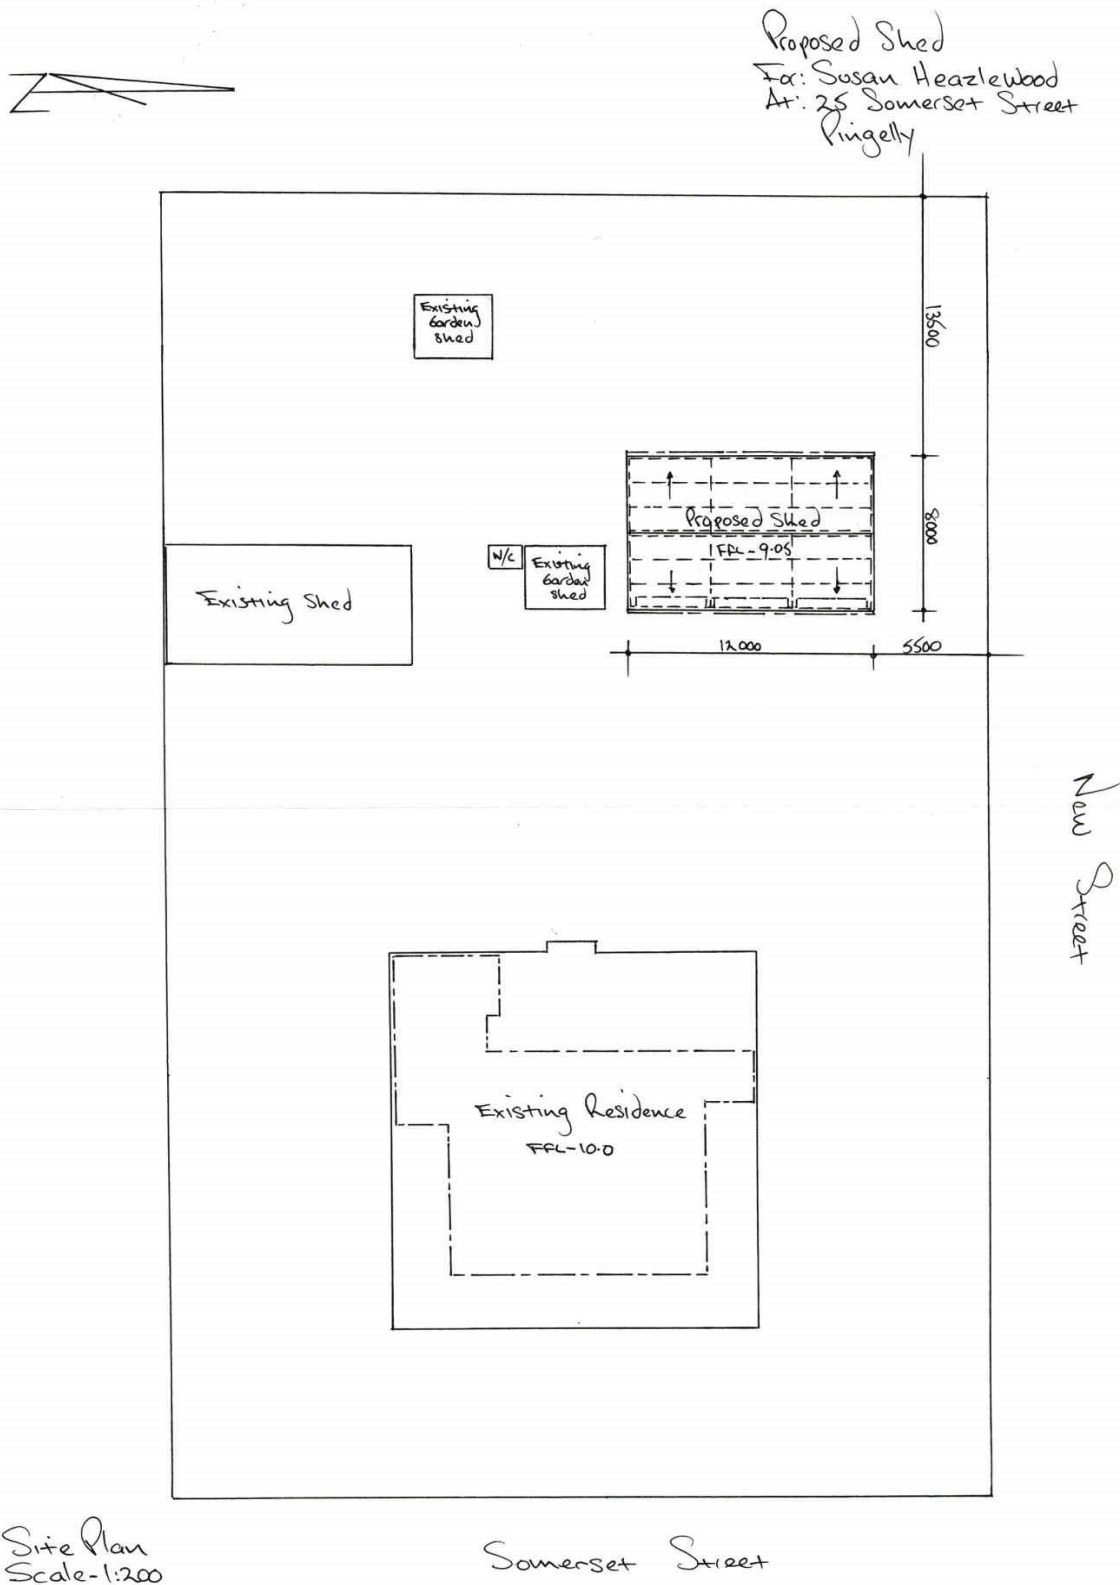 Proposed Shed
For: Susan Heazlewood
At: 25 Somerset Street
Pingelly
Z
Existing
Garden
Shed
13500
8000
Proposed Shed
FFL-9.05
W/C
Existing
Garden
Shed
Existing Shed
12000
5500
New Street
Existing Residence
FFL-10.0
Site Plan
Scale-1:200
Somerset Street